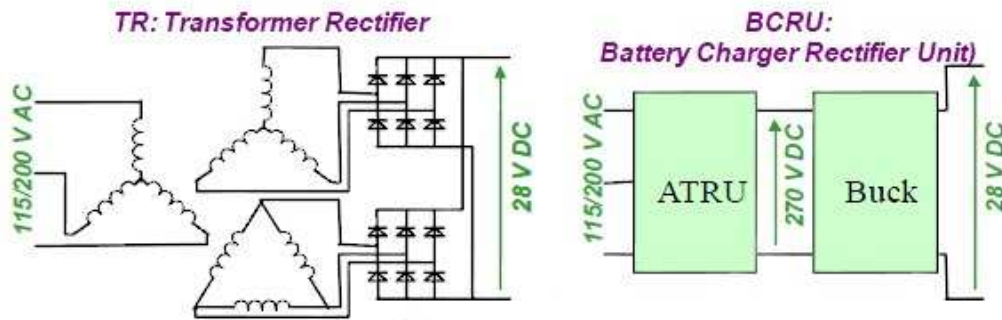 TR: Transformer Rectifier
115/200 V AC
28 V DC
BCRU:
Battery Charger Rectifier Unit)
115/200 V AC
ATRU
270 V DC
Buck
28 V DC